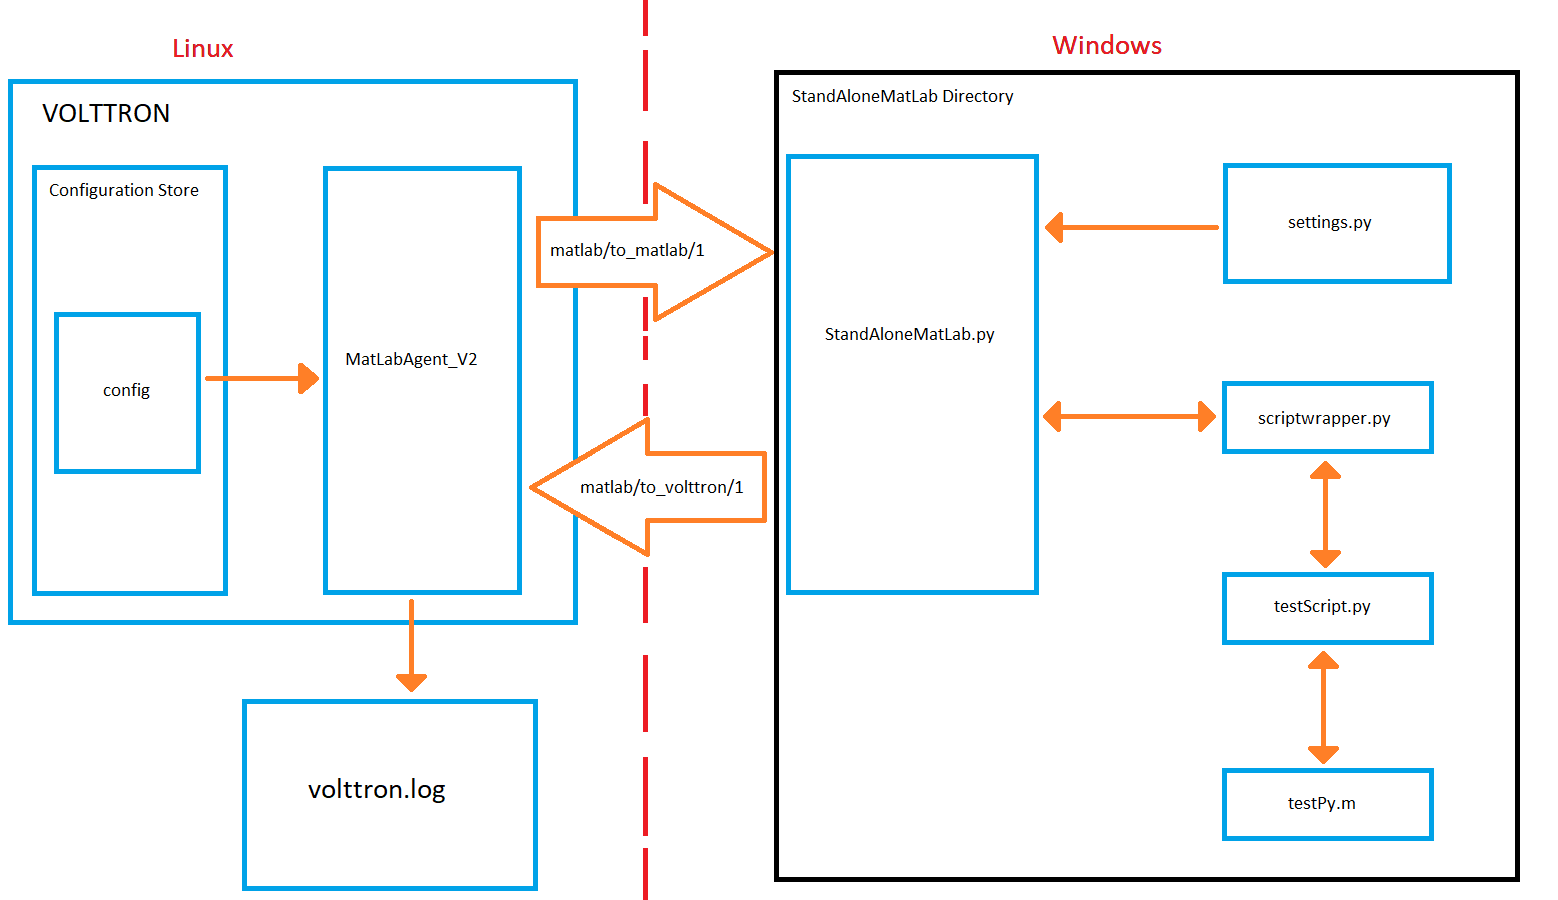 Linux
Windows
VOLTTRON
StandAloneMatLab Directory
Configuration Store
config
MatLabAgent_V2
matlab/to_matlab/1
matlab/to_volttron/1
StandAloneMatLab.py
settings.py
scriptwrapper.py
testScript.py
testPy.m
volttron.log